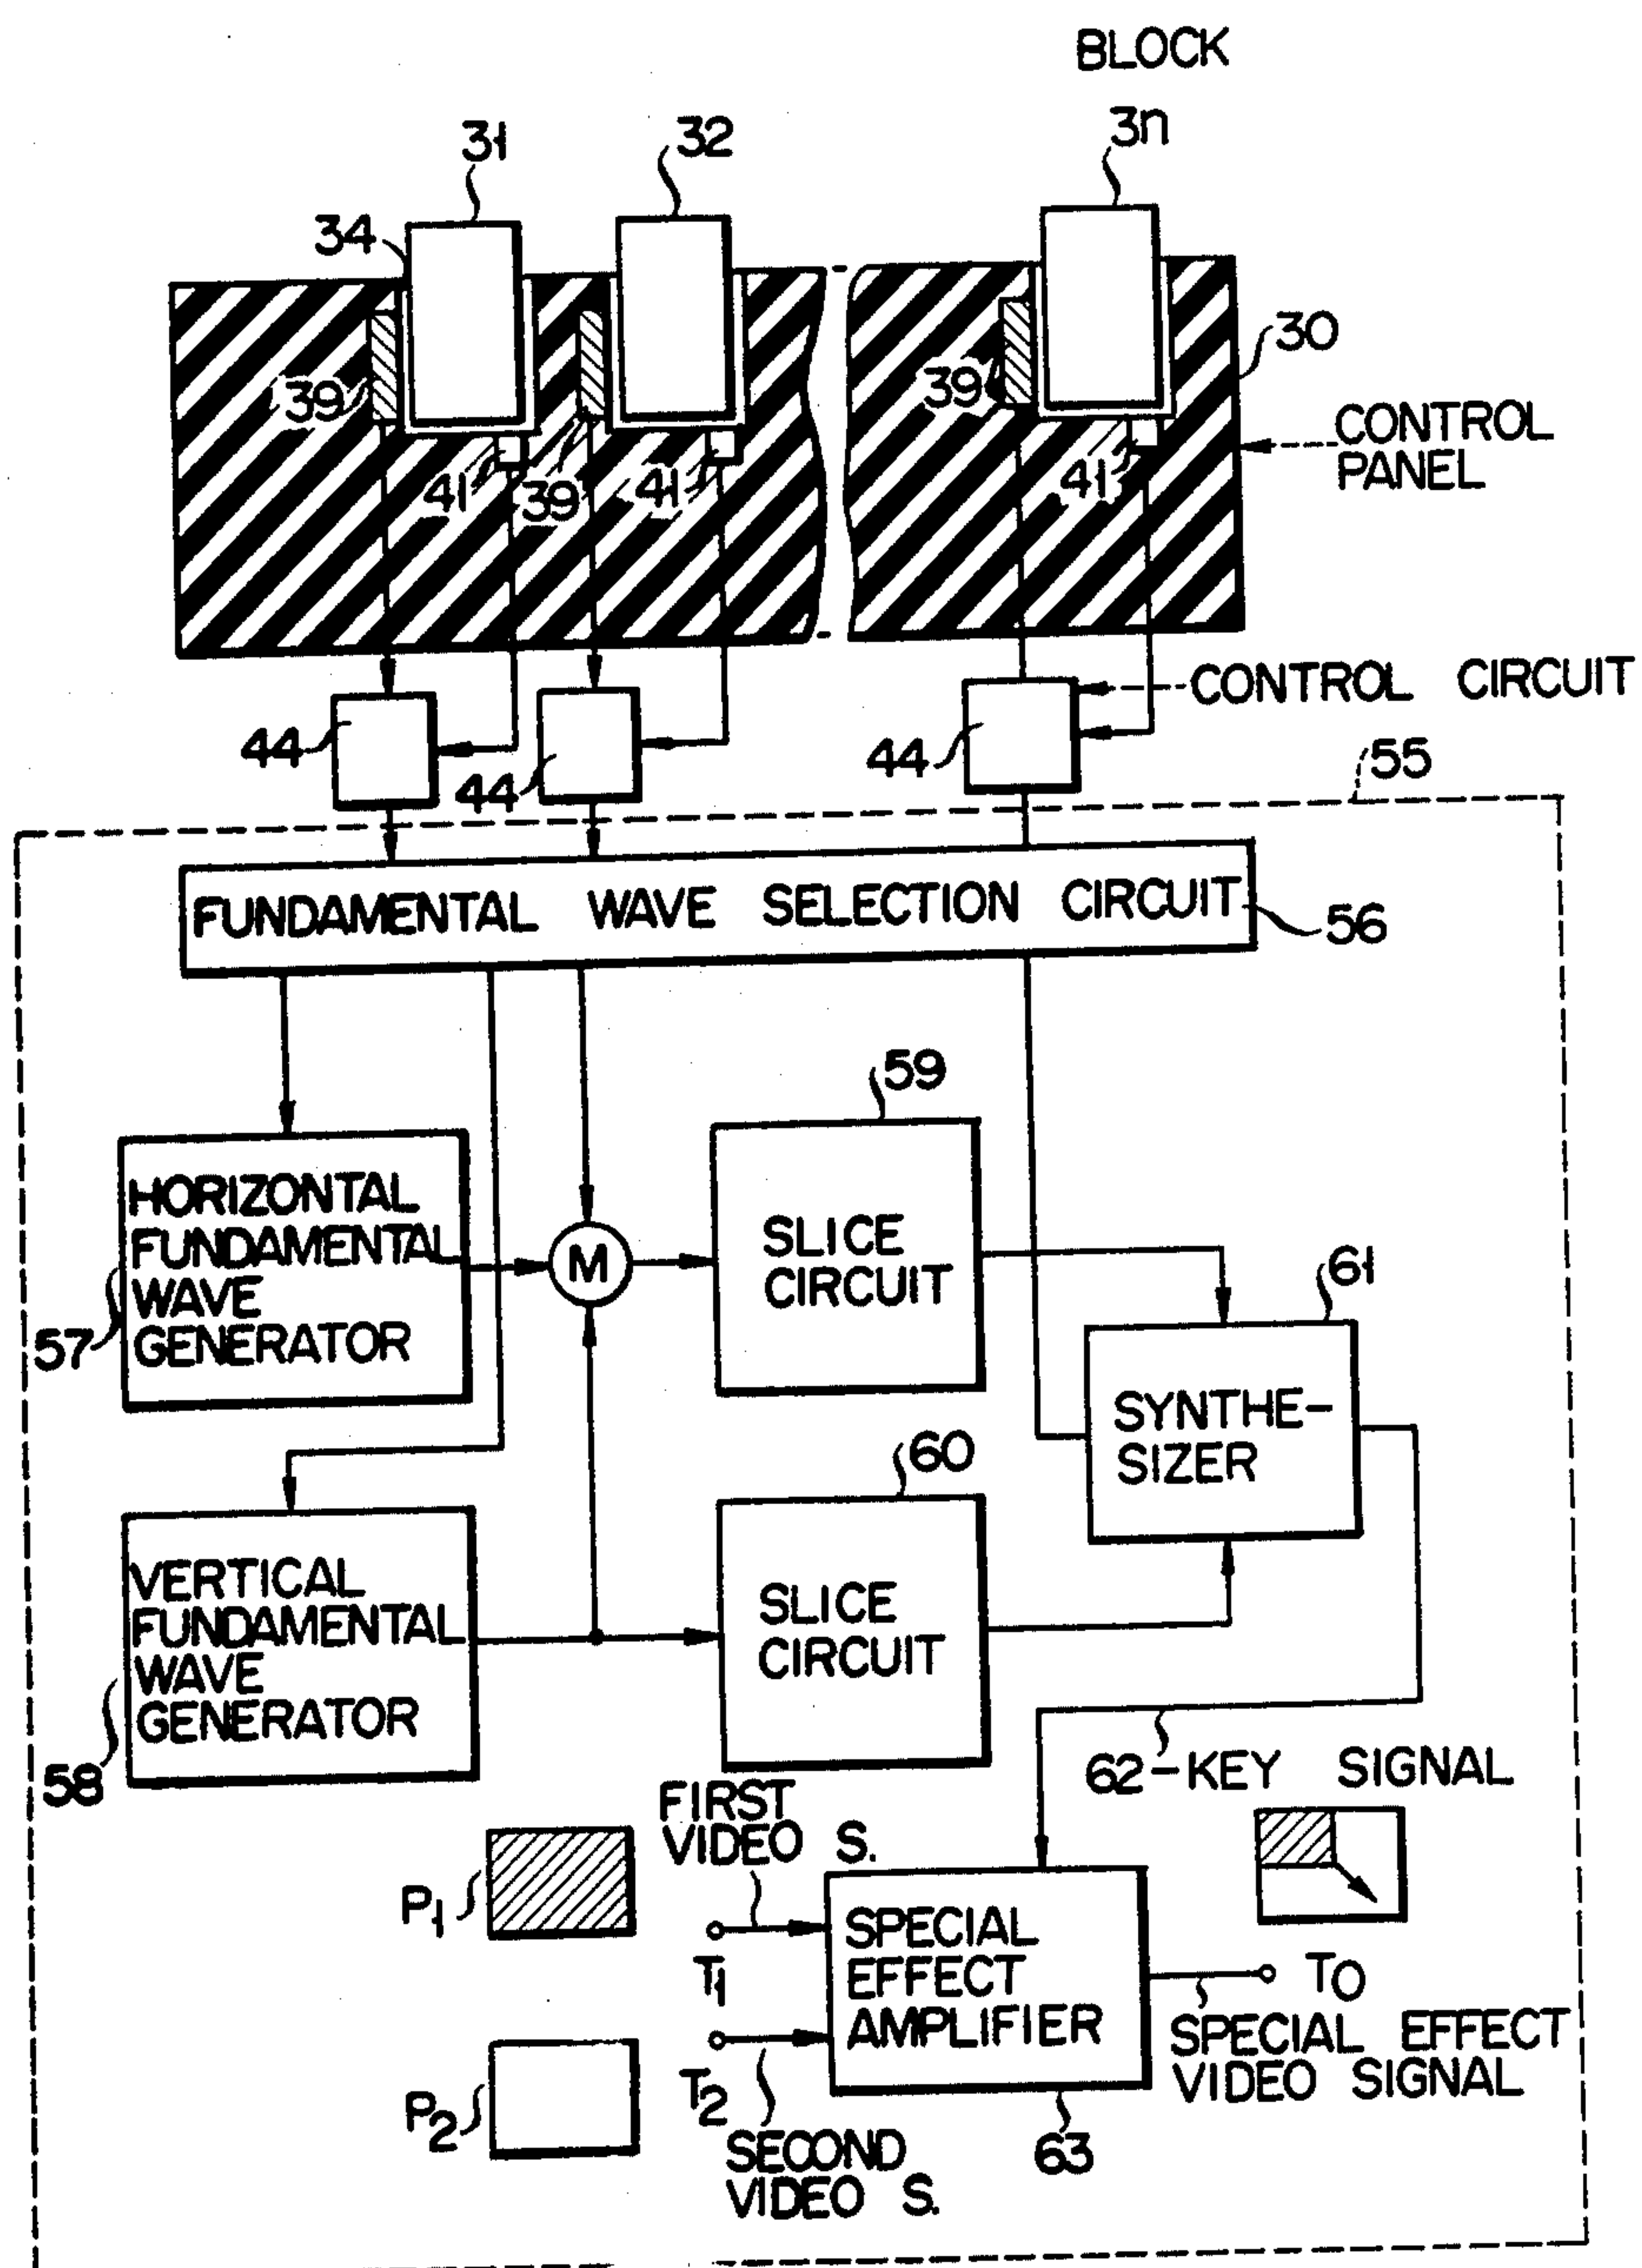 BLOCK
31
32
3n
34
30
39
39
CONTROL
PANEL
41
39
41
41
CONTROL CIRCUIT
44
44
44
55
FUNDAMENTAL WAVE SELECTION CIRCUIT
56
59
HORIZONTAL
FUNDAMENTAL
WAVE
GENERATOR
57
M
SLICE
CIRCUIT
61
SYNTHE-
SIZER
60
VERTICAL
FUNDAMENTAL
WAVE
GENERATOR
58
SLICE
CIRCUIT
62-KEY SIGNAL
FIRST
VIDEO S.
P1
T1
SPECIAL
EFFECT
AMPLIFIER
TO
SPECIAL EFFECT
VIDEO SIGNAL
P2
T2
SECOND
VIDEO S.
63